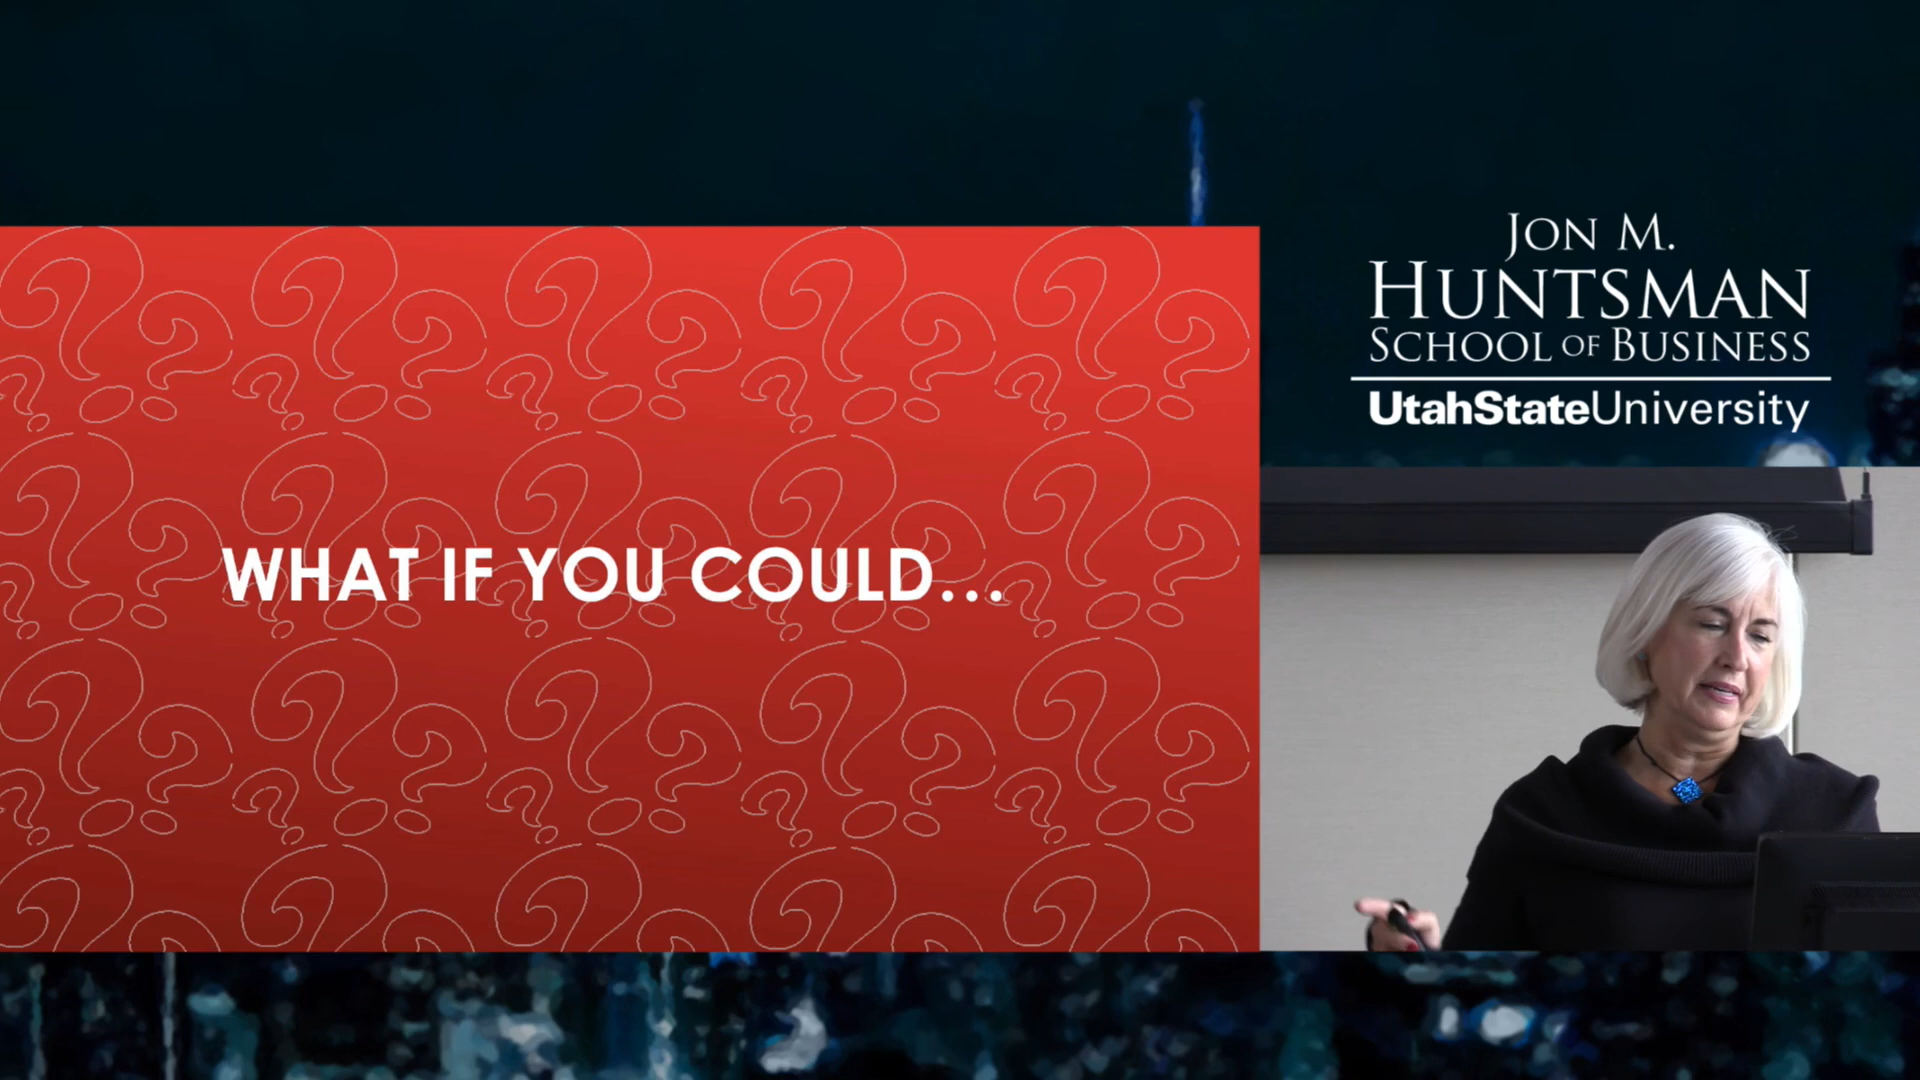 WHAT IF YOU COULD...
JON M.
HUNTSMAN
SCHOOL OF BUSINESS
UtahStateUniversity